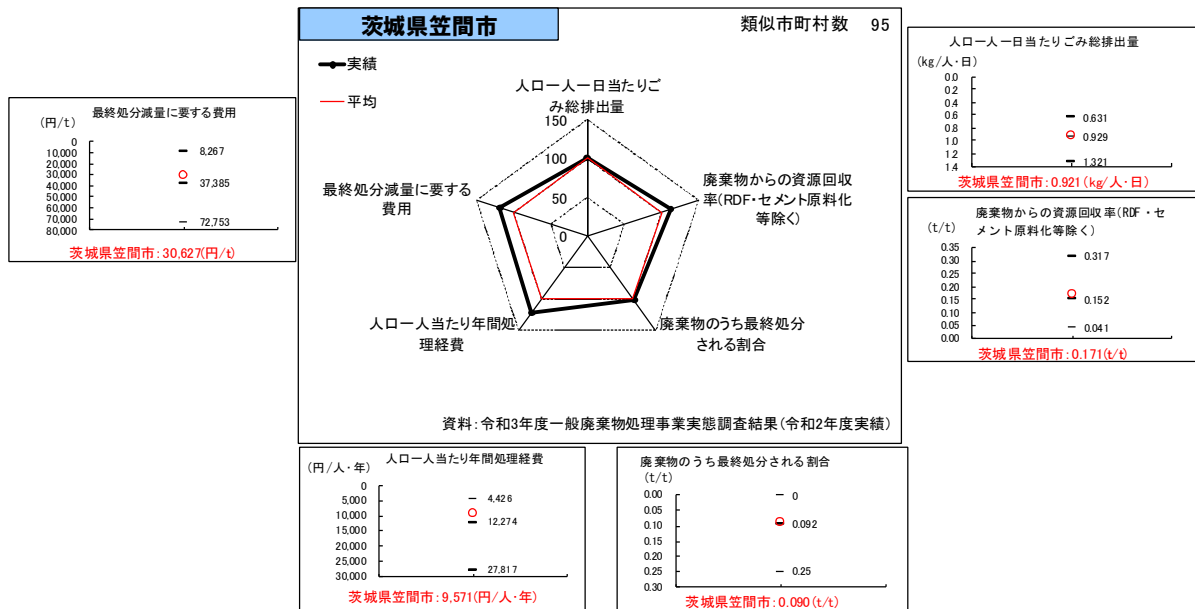 茨城県笠間市
類似市町村数 95
実績
平均
人口一人一日当たりご
み総排出量
廃棄物からの資源回収
率(RDF・セメント原料化
等除く)
廃棄物のうち最終処分
される割合
人口一人当たり年間処
理経費
最終処分減量に要する
費用
150
100
50
0
資料:令和3年度一般廃棄物処理事業実態調査結果(令和2年度実績)
最終処分減量に要する費用
(円/t)
0
10,000
20,000
30,000
40,000
50,000
60,000
70,000
80,000
8,267
37,385
72,753
茨城県笠間市:30,627(円/t)
人口一人一日当たりごみ総排出量
(kg/人・日)
0.0
0.2
0.4
0.6
0.8
1.0
1.2
1.4
0.631
0.929
1.321
茨城県笠間市:0.921(kg/人・日)
廃棄物からの資源回収率(RDF・セ
メント原料化等除く)
(t/t)
0.35
0.30
0.25
0.20
0.15
0.10
0.05
0.00
0.317
0.152
0.041
茨城県笠間市:0.171(t/t)
人口一人当たり年間処理経費
(円/人・年)
0
5,000
10,000
15,000
20,000
25,000
30,000
4,426
12,274
27,817
茨城県笠間市:9,571(円/人・年)
廃棄物のうち最終処分される割合
(t/t)
0.00
0.05
0.10
0.15
0.20
0.25
0.30
0
0.092
0.25
茨城県笠間市:0.090(t/t)